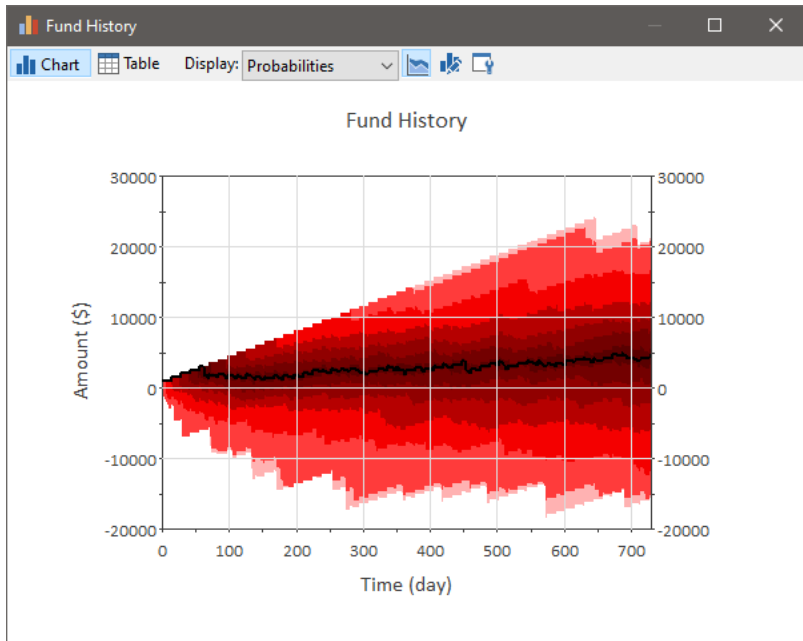 Fund History
Chart Table Display: Probabilities
Fund History
30000 30000
20000 20000
10000 10000
0 0
-10000 -10000
-20000 -20000
Amount ($)
0 100 200 300 400 500 600 700
Time (day)